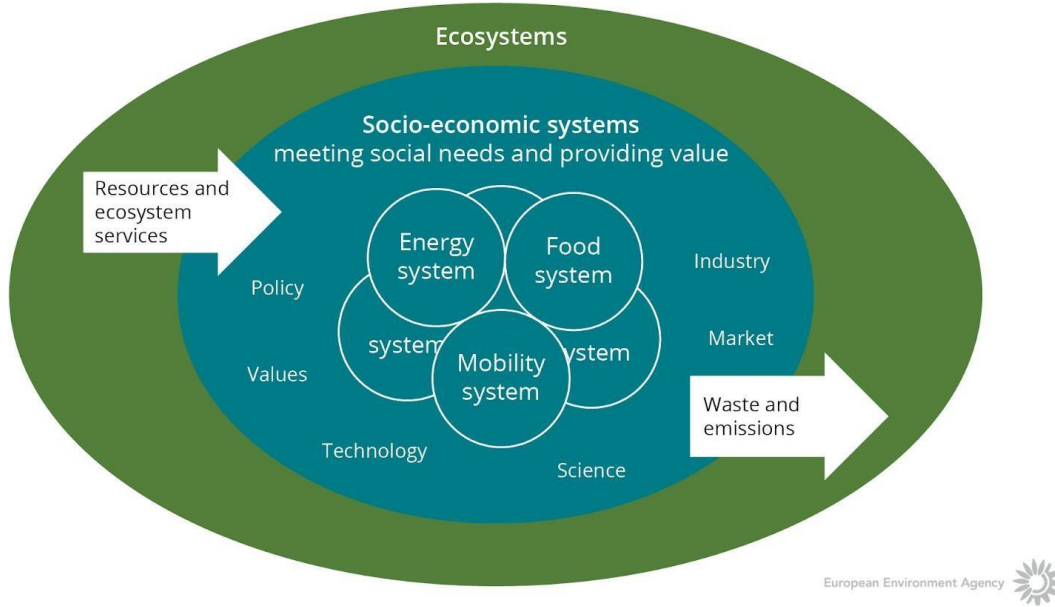 Ecosystems
Socio-economic systems
meeting social needs and providing value
Resources and
ecosystem
services
Energy
system
Food
system
Industry
Policy
system
Mobility
system
ystem
Market
Values
Waste and
emissions
Technology
Science
European Environment Agency